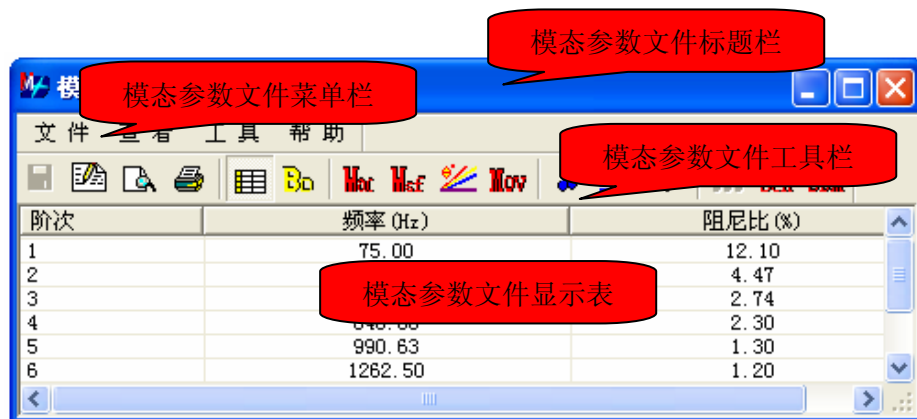 模态参数文件标题栏
模
模态参数文件菜单栏
文件 查看 工具 帮助
模态参数文件工具栏
阶次 频率(Hz) 阻尼比(%)
1 75.00 12.10
2 4.47
3 2.74
模态参数文件显示表
4 2.30
5 990.63 1.30
6 1262.50 1.20